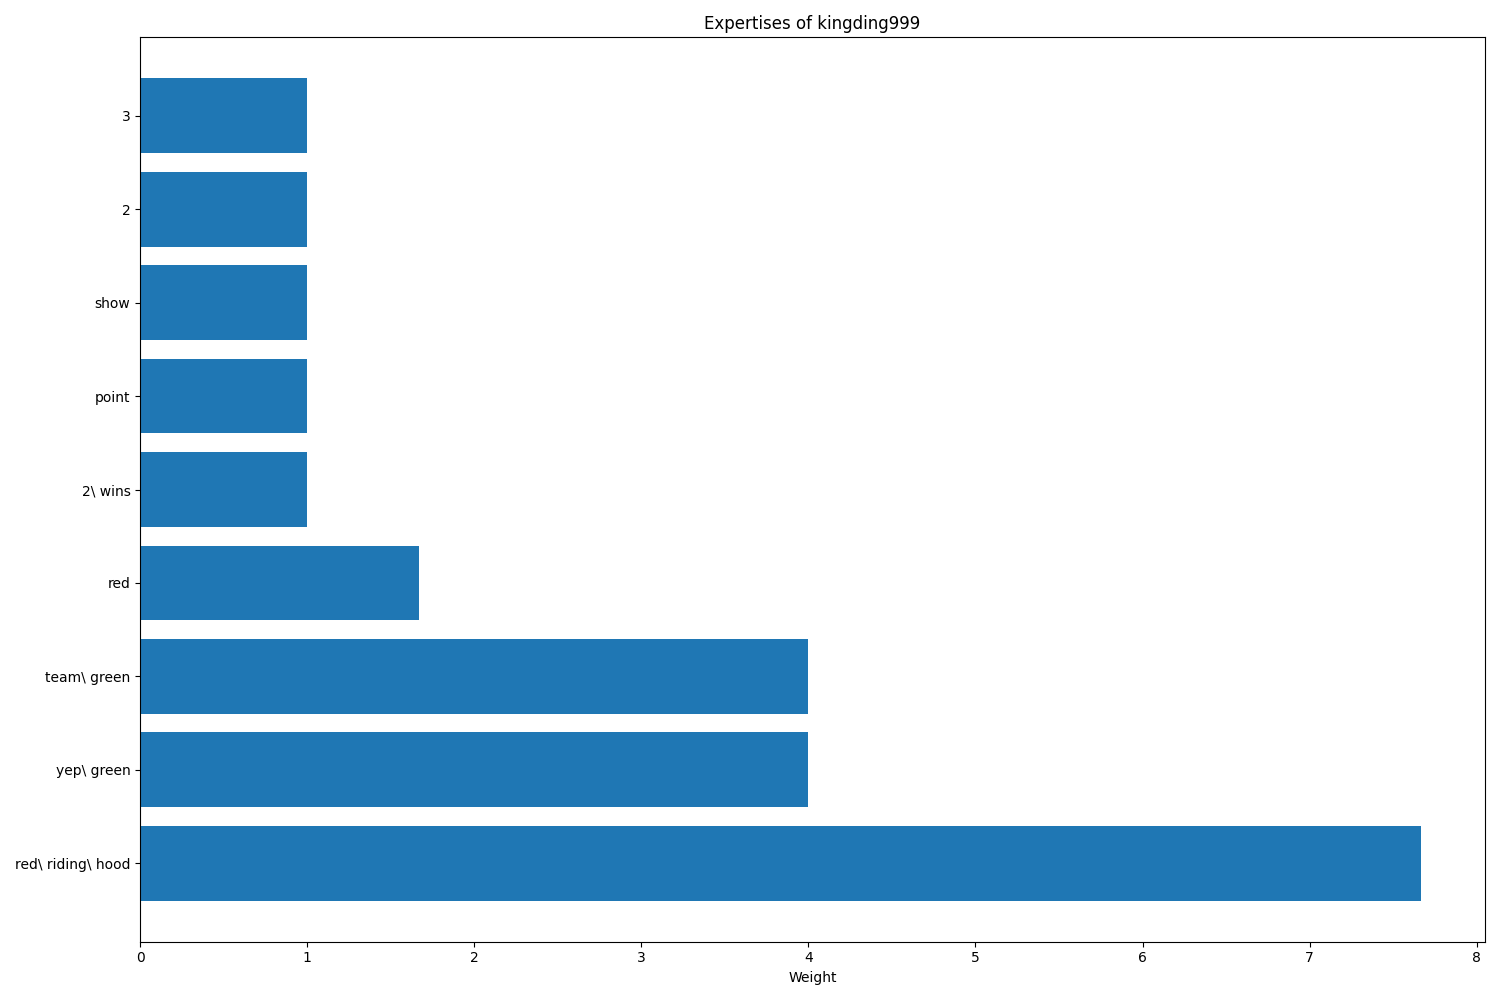 Expertises of kingding999
3
2
show
point
2\ wins
red
team\ green
yep\ green
red\ riding\ hood
0 1 2 3 4 5 6 7 8
Weight